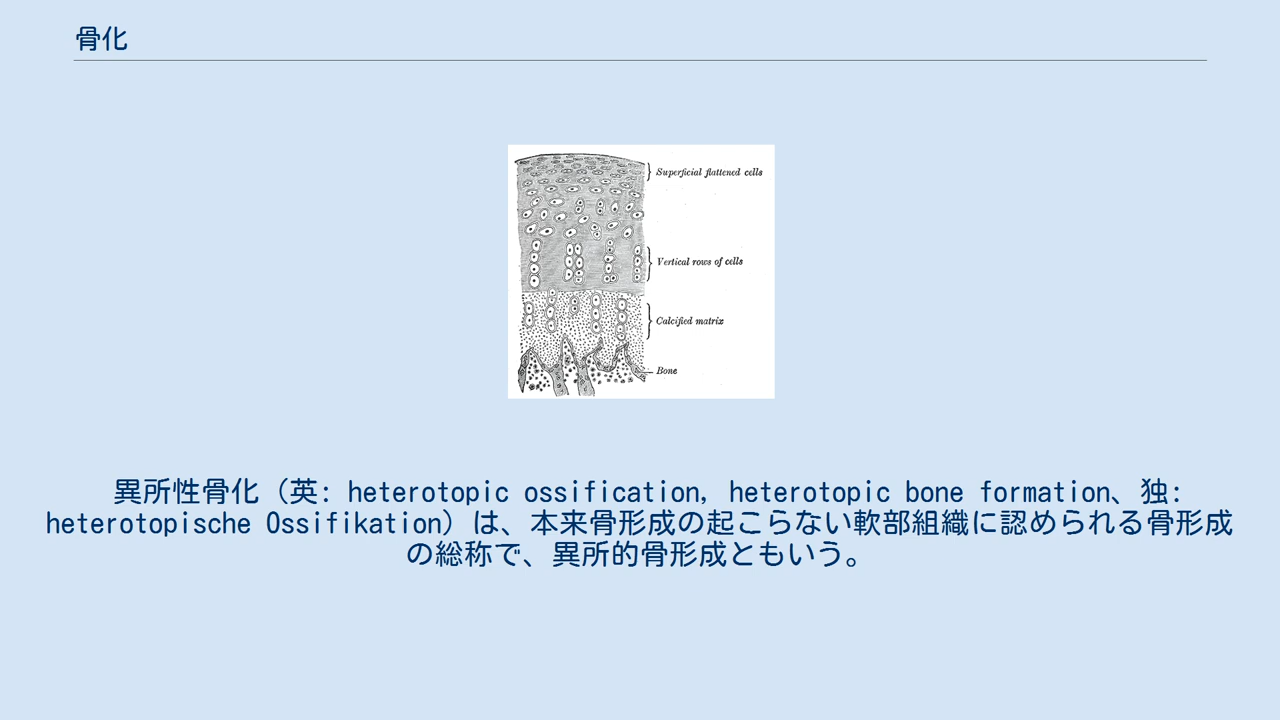 骨化
Superficial flattened cells
Vertical rows of cells
Calcified matrix
Bone
異所性骨化（英: heterotopic ossification, heterotopic bone formation、独:
heterotopische Ossifikation）は、本来骨形成の起こらない軟部組織に認められる骨形成
の総称で、異所的骨形成ともいう。